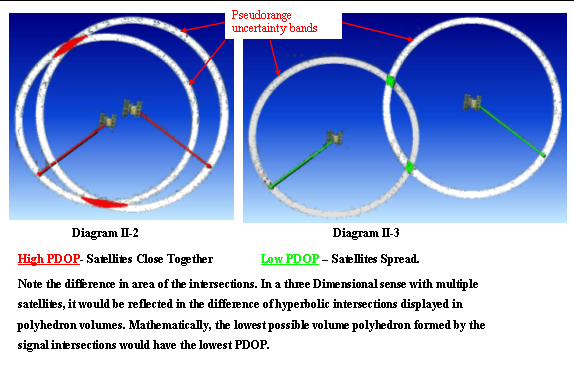 Pseudorange
uncertainty bands
Diagram II-2
Diagram II-3
High PDOP- Satellites Close Together
Low PDOP – Satellites Spread.
Note the difference in area of the intersections. In a three Dimensional sense with multiple
satellites, it would be reflected in the difference of hyperbolic intersections displayed in
polyhedron volumes. Mathematically, the lowest possible volume polyhedron formed by the
signal intersections would have the lowest PDOP.